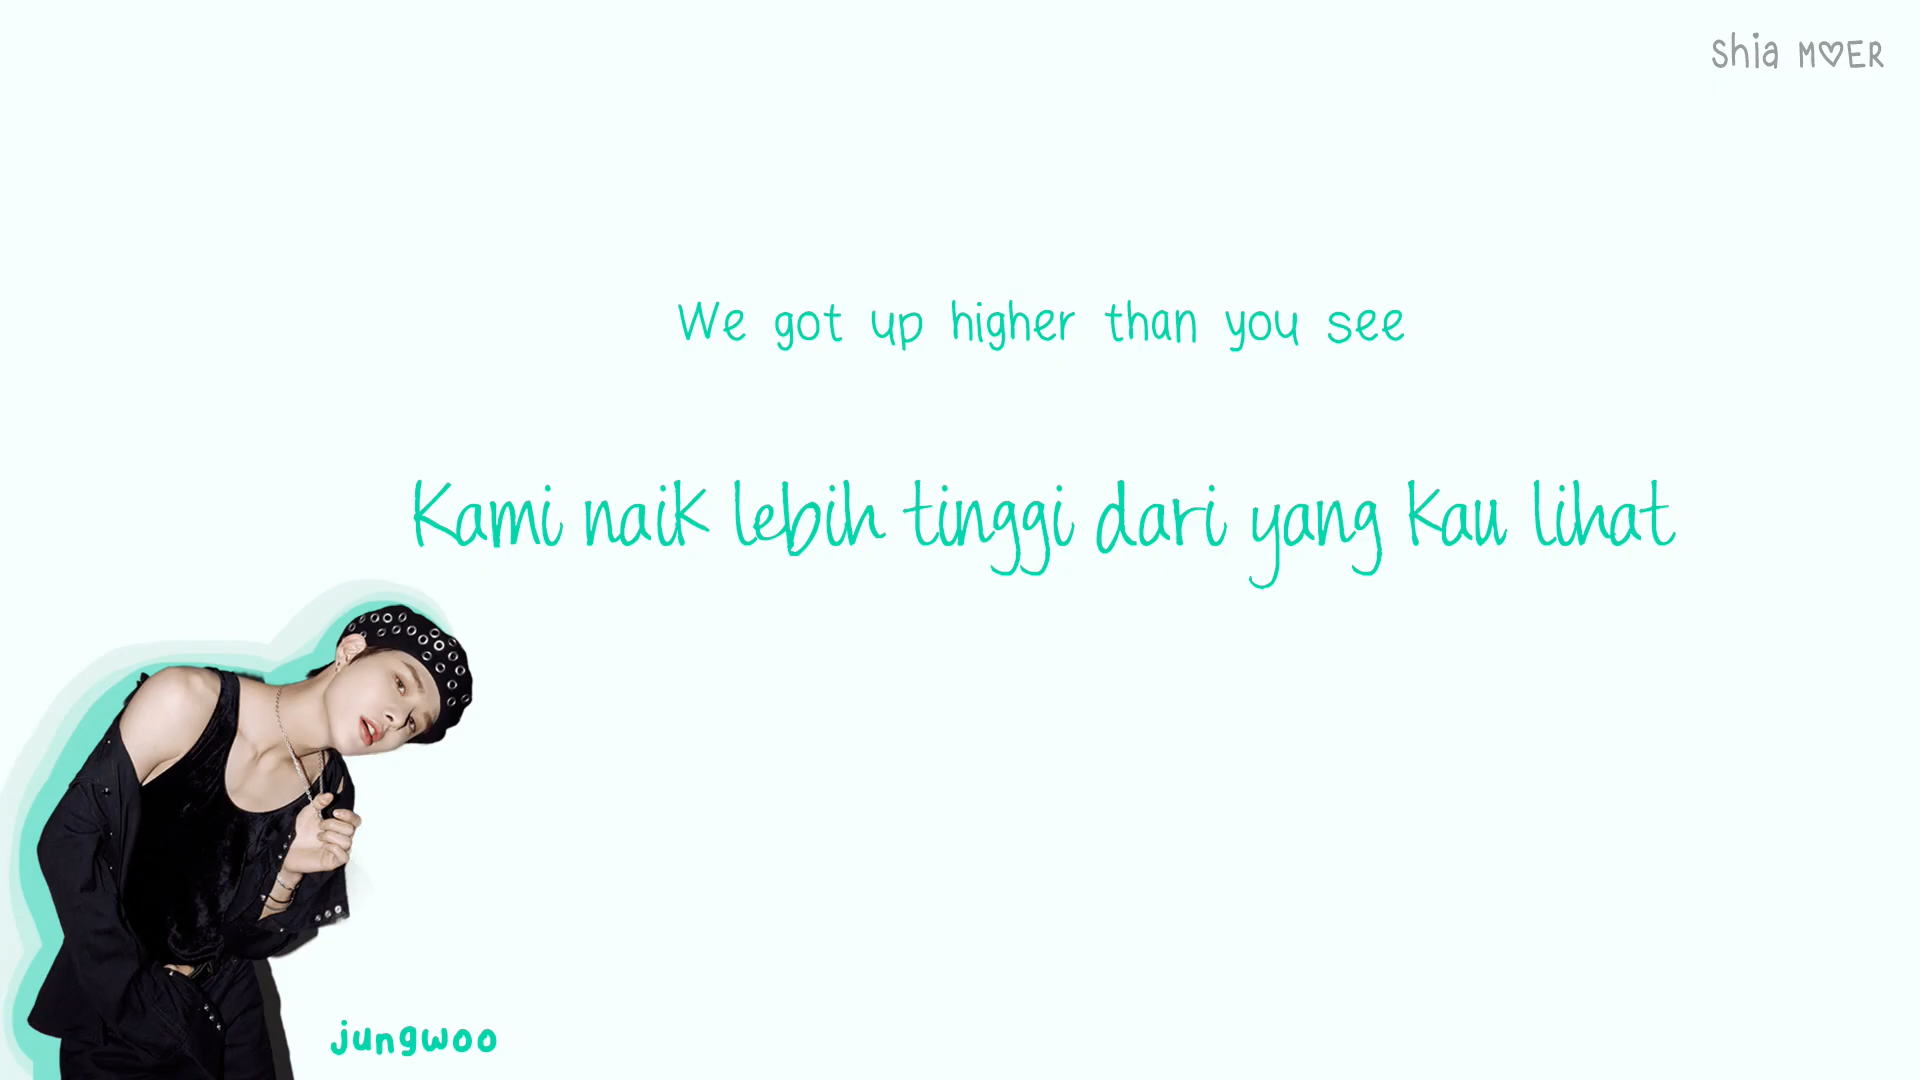 Shia M♡ER
We got up higher than you see
Kami naik lebih tinggi dari yang kau lihat
jungwoo